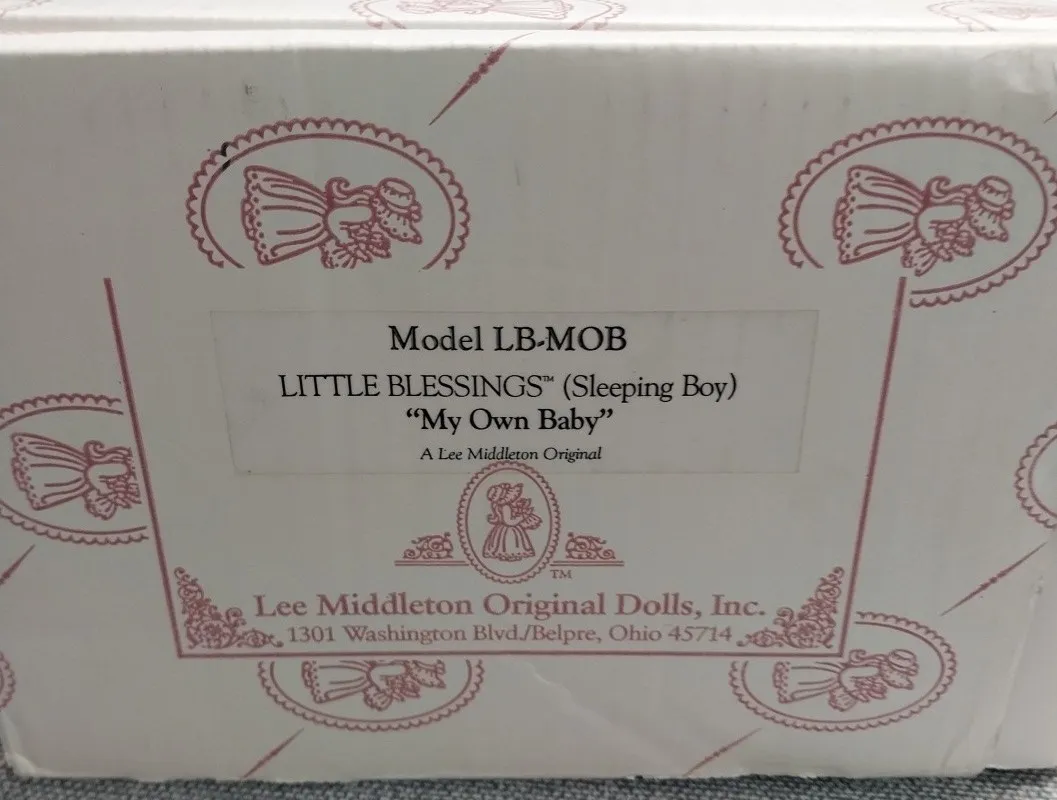 Model LB-MOB
LITTLE BLESSINGS™ (Sleeping Boy)
“My Own Baby”
A Lee Middleton Original
TM
Lee Middleton Original Dolls, Inc.
1301 Washington Blvd./Belpre, Ohio 45714